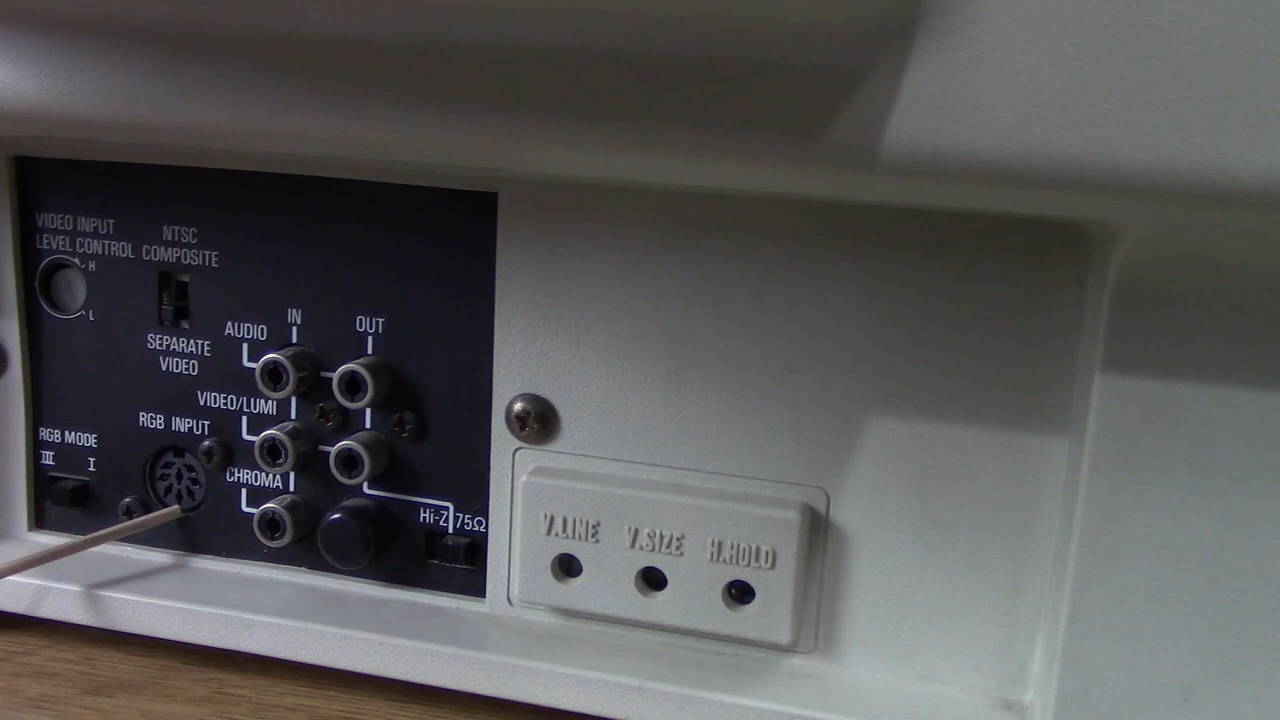 VIDEO INPUT
LEVEL CONTROL
H
L
NTSC
COMPOSITE
SEPARATE
VIDEO
IN
OUT
AUDIO
VIDEO/LUMI
RGB INPUT
CHROMA
RGB MODE
III I
Hi-Z 75Ω
V.LINE V.SIZE H.HOLD